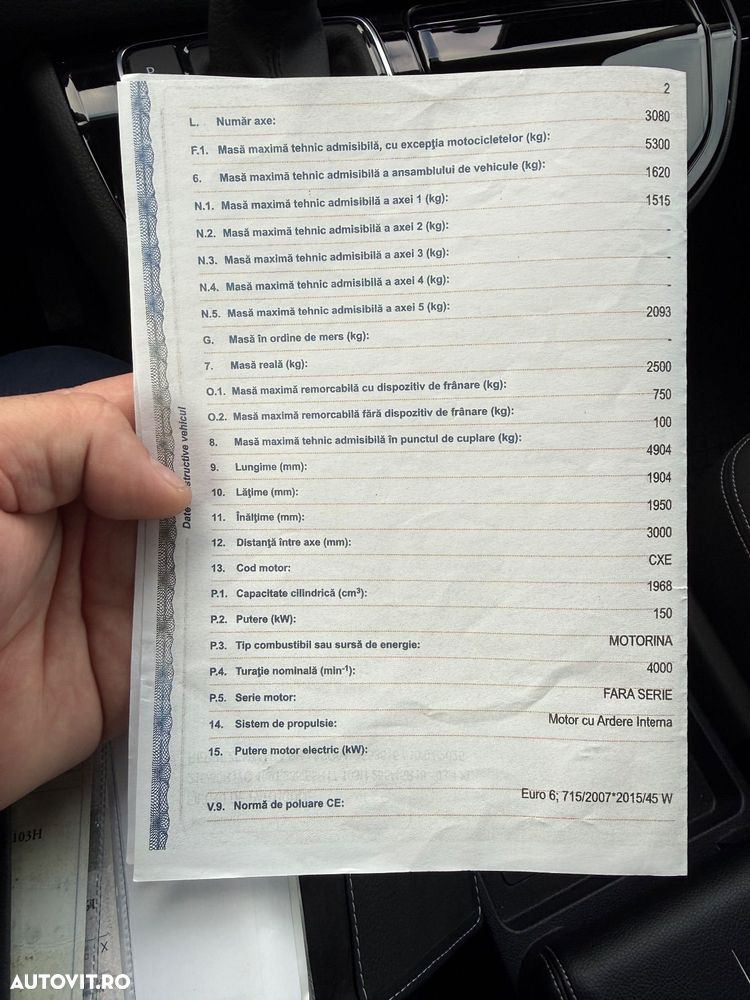 L. Număr axe: 2
F.1. Masă maximă tehnic admisibilă, cu excepția motocicletelor (kg): 3080
6. Masă maximă tehnic admisibilă a ansamblului de vehicule (kg): 5300
N.1. Masă maximă tehnic admisibilă a axei 1 (kg): 1620
N.2. Masă maximă tehnic admisibilă a axei 2 (kg): 1515
N.3. Masă maximă tehnic admisibilă a axei 3 (kg): -
N.4. Masă maximă tehnic admisibilă a axei 4 (kg): -
N.5. Masă maximă tehnic admisibilă a axei 5 (kg): -
G. Masă în ordine de mers (kg): 2093
7. Masă reală (kg): -
O.1. Masă maximă remorcabilă cu dispozitiv de frânare (kg): 2500
O.2. Masă maximă remorcabilă fără dispozitiv de frânare (kg): 750
8. Masă maximă tehnic admisibilă în punctul de cuplare (kg): 100
9. Lungime (mm): 4904
10. Lățime (mm): 1904
11. Înălțime (mm): 1950
12. Distanță între axe (mm): 3000
13. Cod motor: CXE
P.1. Capacitate cilindrică (cm³): 1968
P.2. Putere (kW): 150
P.3. Tip combustibil sau sursă de energie: MOTORINA
P.4. Turație nominală (min-¹): 4000
P.5. Serie motor: FARA SERIE
14. Sistem de propulsie: Motor cu Ardere Interna
15. Putere motor electric (kW):
V.9. Normă de poluare CE: Euro 6; 715/2007*2015/45 W
Date structive vehicul
103H
X
AUTOVIT.RO